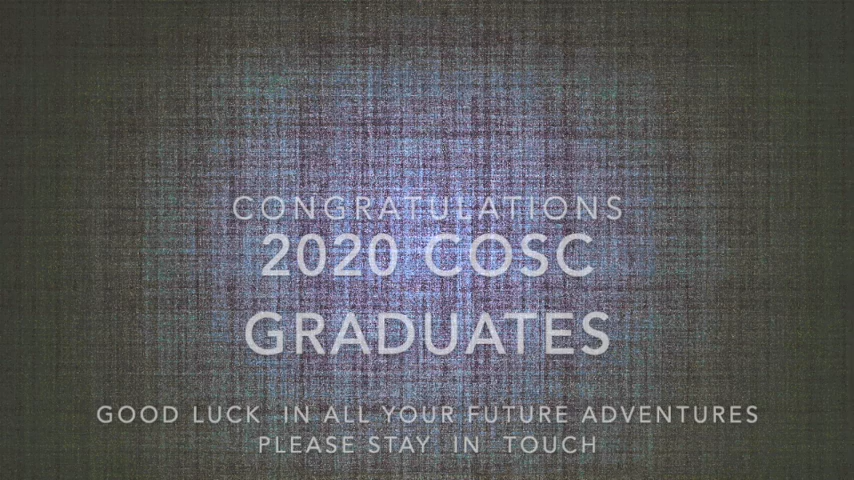 CONGRATULATIONS
2020 COSC
GRADUATES
GOOD LUCK IN ALL YOUR FUTURE ADVENTURES
PLEASE STAY IN TOUCH